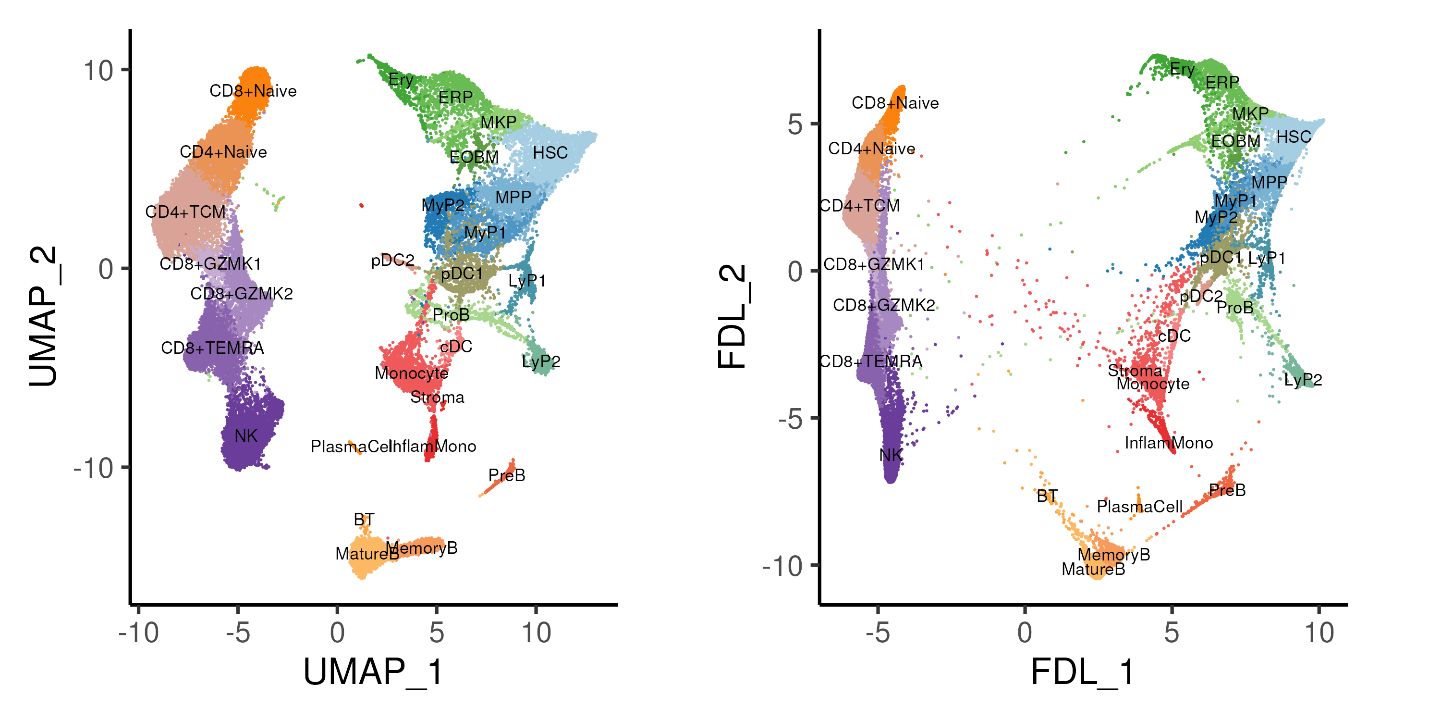 10
0
-10
-10
-5
0
5
10
UMAP_2
UMAP_1
CD8+Naive
CD4+Naive
CD4+TCM
CD8+GZMK1
CD8+GZMK2
CD8+TEMRA
NK
Ery
ERP
MKP
EOBM
HSC
MPP
MyP2
MyP1
pDC2
pDC1
LyP1
ProB
cDC
LyP2
Monocyte
Stroma
PlasmaCell
InflamMono
PreB
BT
MatureB
MemoryB
5
0
-5
-10
-5
0
5
10
FDL_2
FDL_1
CD8+Naive
CD4+Naive
CD4+TCM
CD8+GZMK1
CD8+GZMK2
CD8+TEMRA
NK
Ery
ERP
MKP
EOBM
HSC
MPP
MyP1
MyP2
pDC1
LyP1
pDC2
ProB
cDC
Stroma
Monocyte
LyP2
InflamMono
BT
PlasmaCell
PreB
MemoryB
MatureB